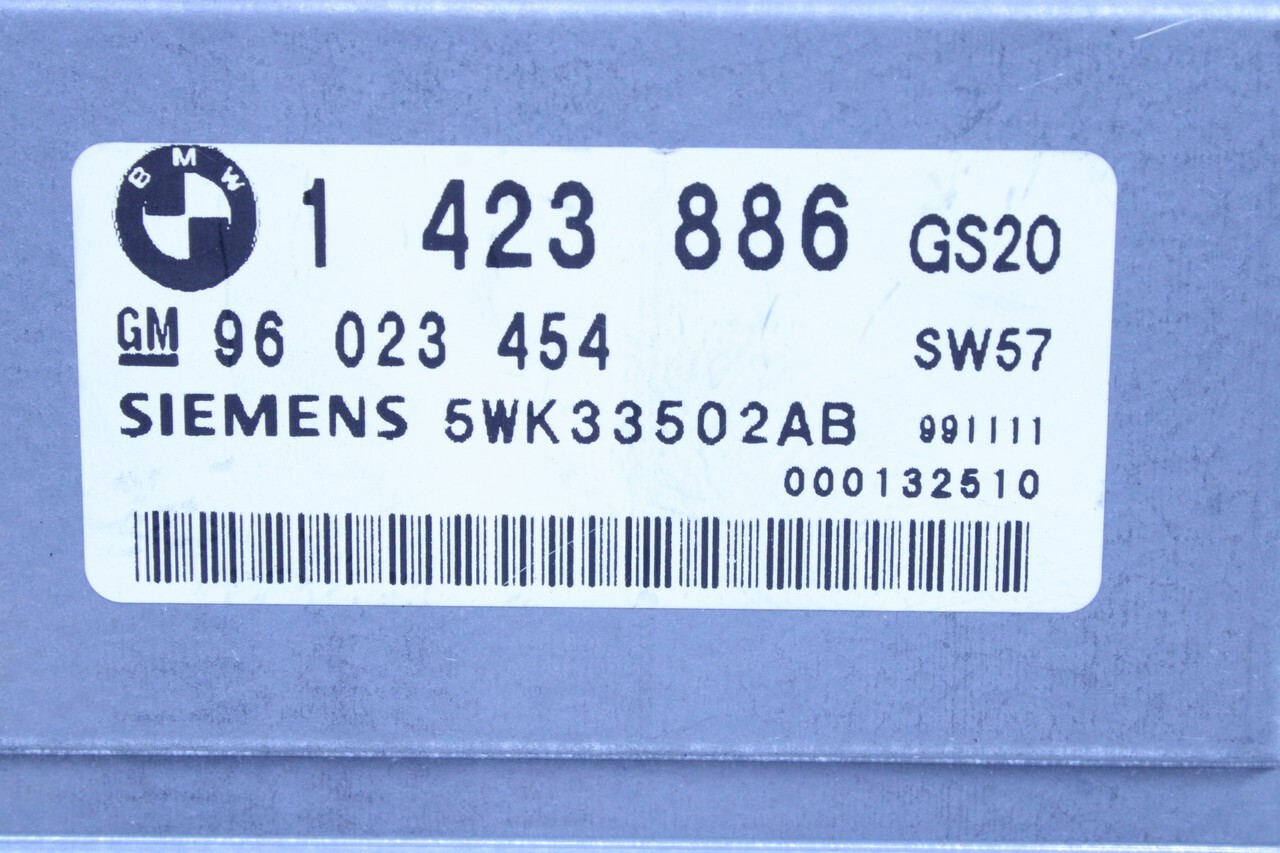 BMW 1 423 886 GS20
GM 96 023 454 SW57
SIEMENS 5WK33502AB 991111
000132510